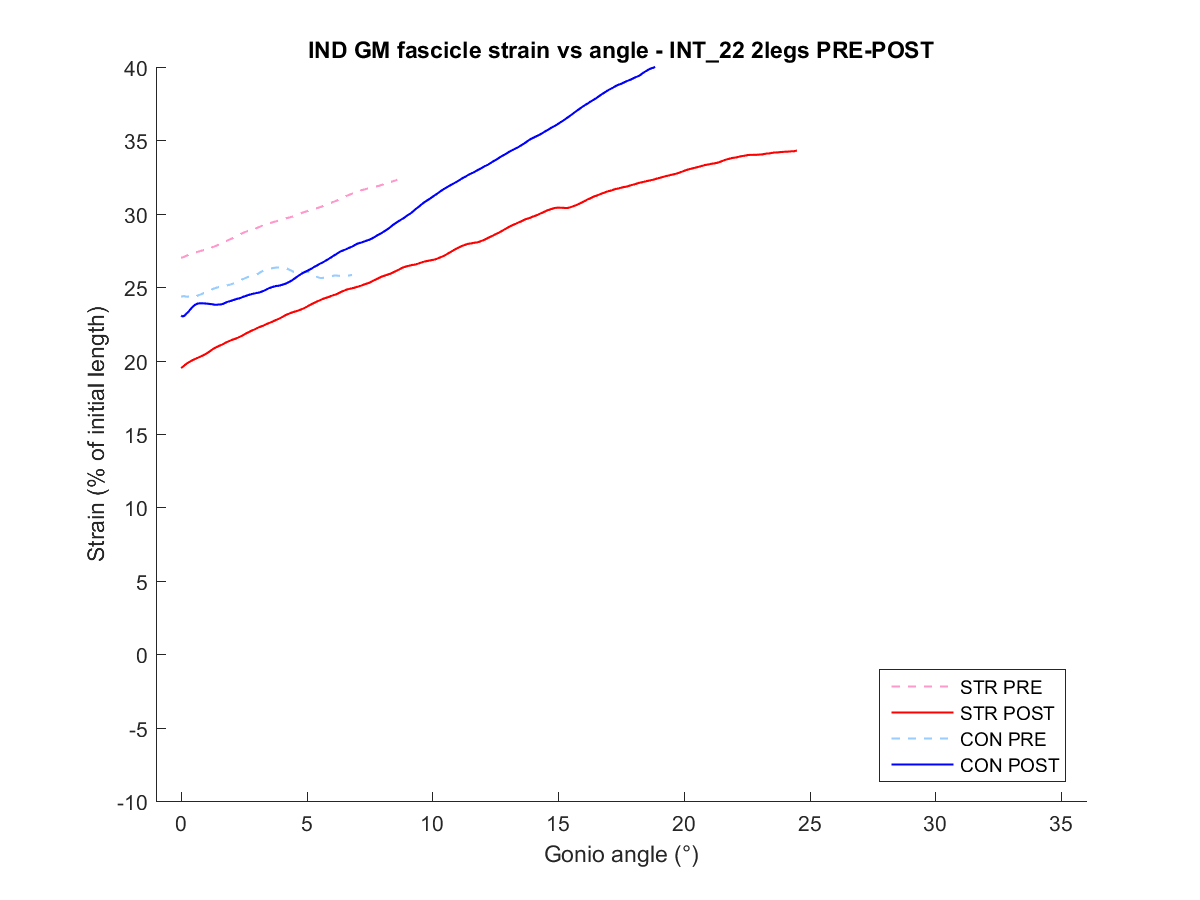 IND GM fascicle strain vs angle - INT_22 2legs PRE-POST
40
35
30
25
20
15
10
5
0
-5
-10
Strain (% of initial length)
0 5 10 15 20 25 30 35
Gonio angle (°)
STR PRE
STR POST
CON PRE
CON POST